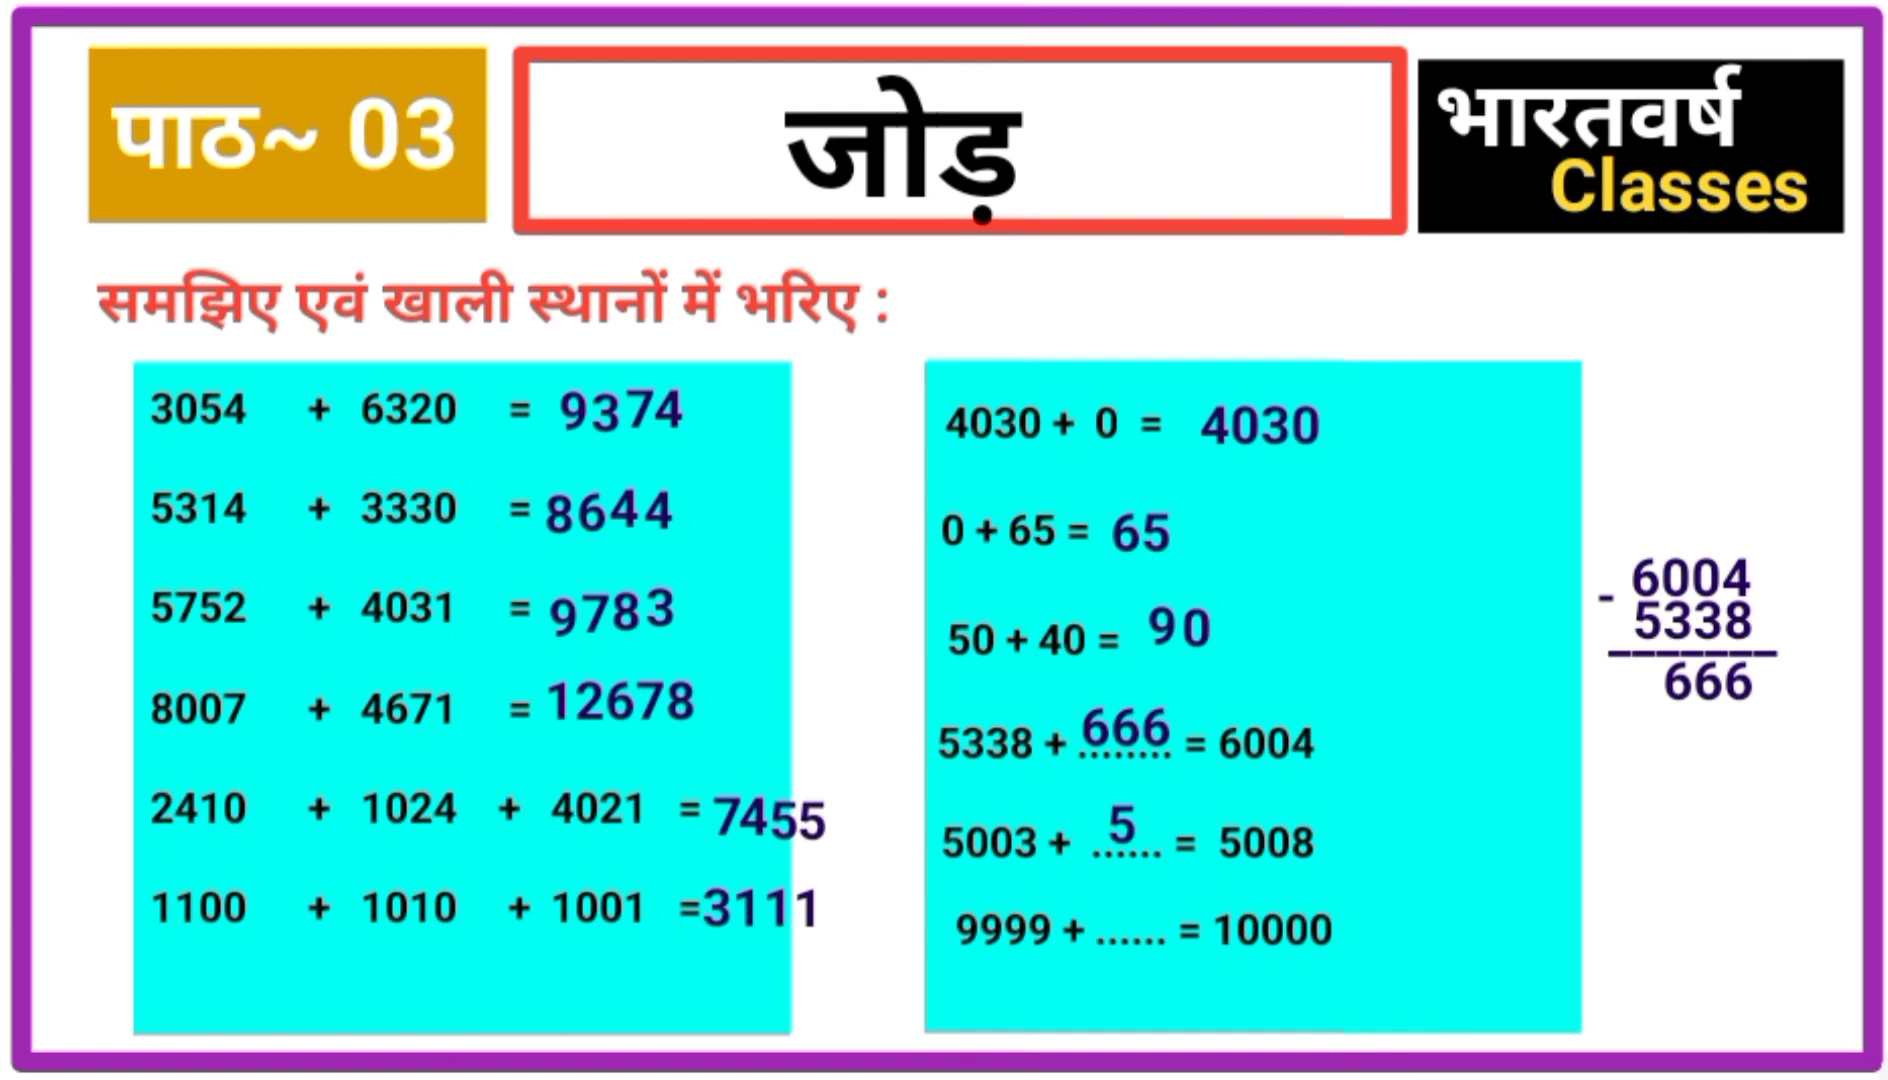 पाठ~ 03
जोड़
भारतवर्ष
Classes
समझिए एवं खाली स्थानों में भरिए :
3054 + 6320 = 9374
5314 + 3330 = 8644
5752 + 4031 = 9783
8007 + 4671 = 12678
2410 + 1024 + 4021 = 7455
1100 + 1010 + 1001 =3111
4030 + 0 = 4030
0 + 65 = 65
50 + 40 = 90
5338 + 666 = 6004
5003 + 5 = 5008
9999 + ...... = 10000
- 6004
5338
666